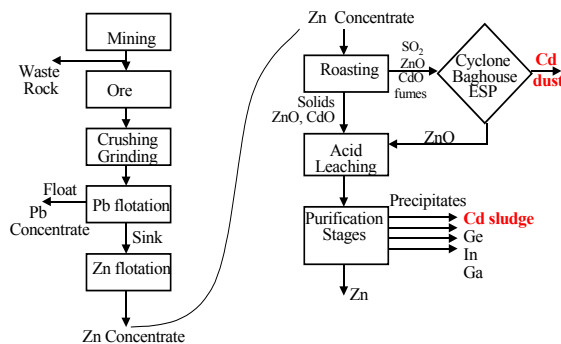 Mining
Waste
Rock
Ore
Crushing
Grinding
Float
Pb
Concentrate
Pb flotation
Sink
Zn flotation
Zn Concentrate
Zn Concentrate
Roasting
SO2
ZnO
CdO
fumes
Cyclone
Baghouse
ESP
Cd
dust
Solids
ZnO, CdO
ZnO
Acid
Leaching
Precipitates
Purification
Stages
Cd sludge
Ge
In
Ga
Zn